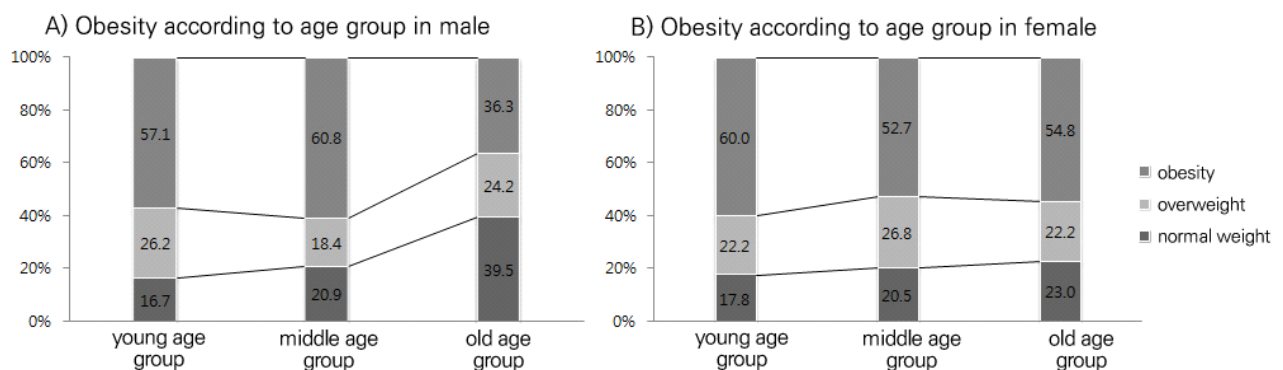 A) Obesity according to age group in male
100%
80%
60%
40%
20%
0%
57.1
26.2
16.7
60.8
18.4
20.9
36.3
24.2
39.5
young age
group
middle age
group
old age
group
B) Obesity according to age group in female
100%
80%
60%
40%
20%
0%
60.0
22.2
17.8
52.7
26.8
20.5
54.8
22.2
23.0
young age
group
middle age
group
old age
group
obesity
overweight
normal weight